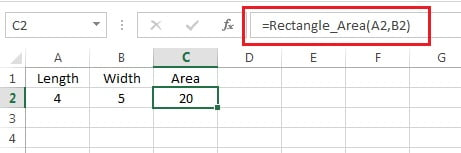 C2 fx =Rectangle_Area(A2,B2)
A B C D E F G
1 Length Width Area
2 4 5 20
3
4
5